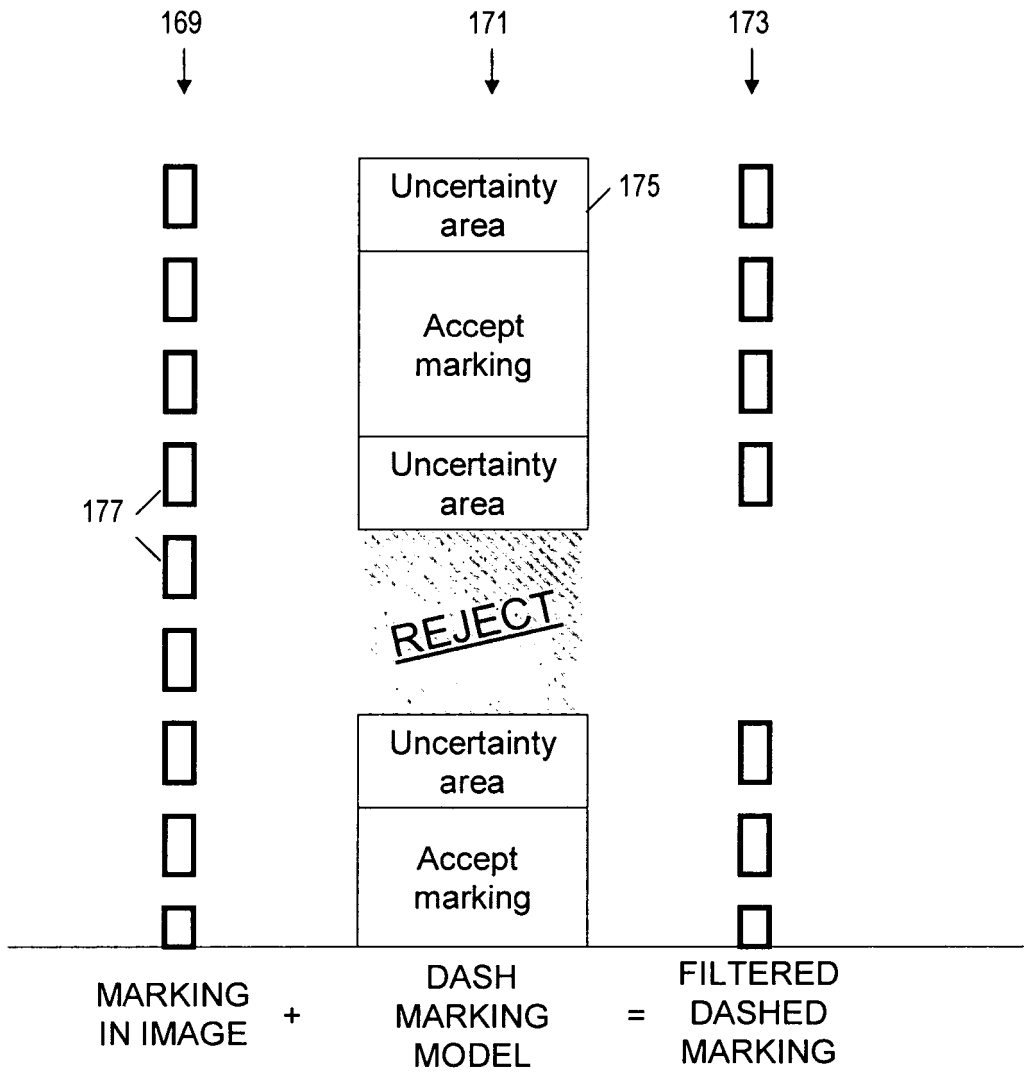 169 171 173
Uncertainty
area
175
Accept
marking
Uncertainty
area
177
REJECT
Uncertainty
area
Accept
marking
MARKING
IN IMAGE
+
DASH
MARKING
MODEL
=
FILTERED
DASHED
MARKING